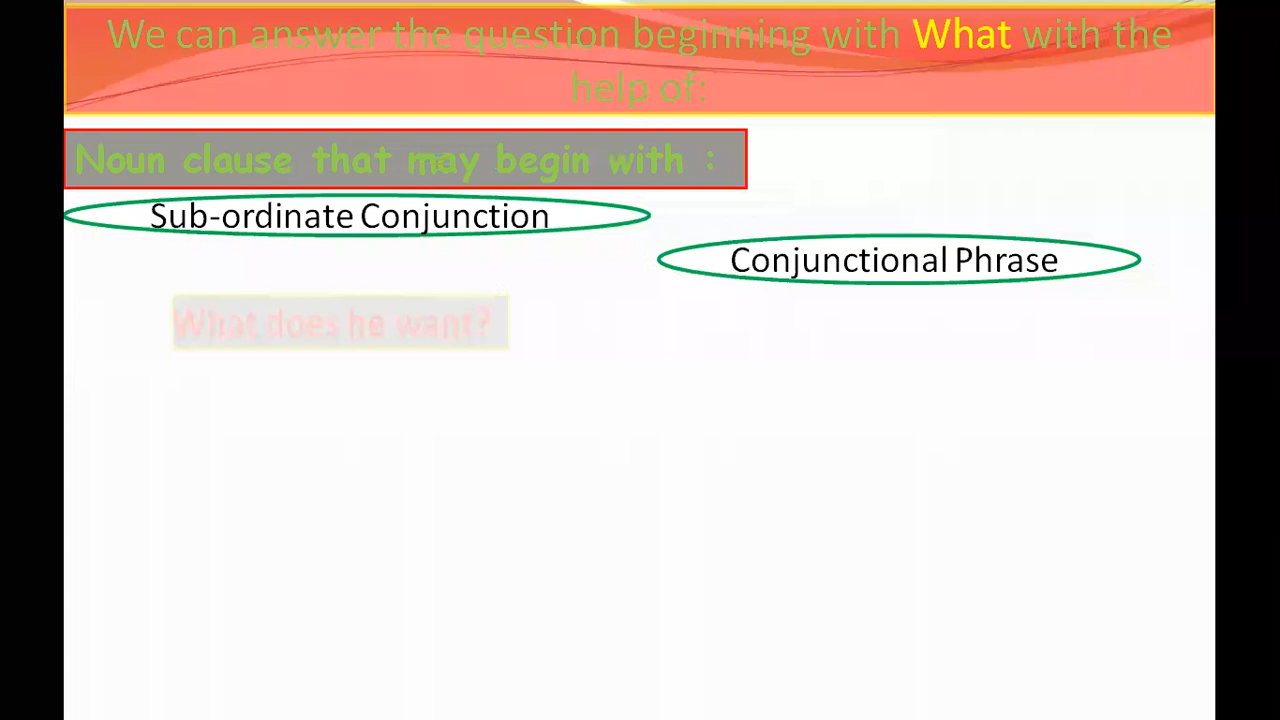 We can answer the question beginning with What with the
help of:
Noun clause that may begin with :
Sub-ordinate Conjunction
Conjunctional Phrase
What does he want?